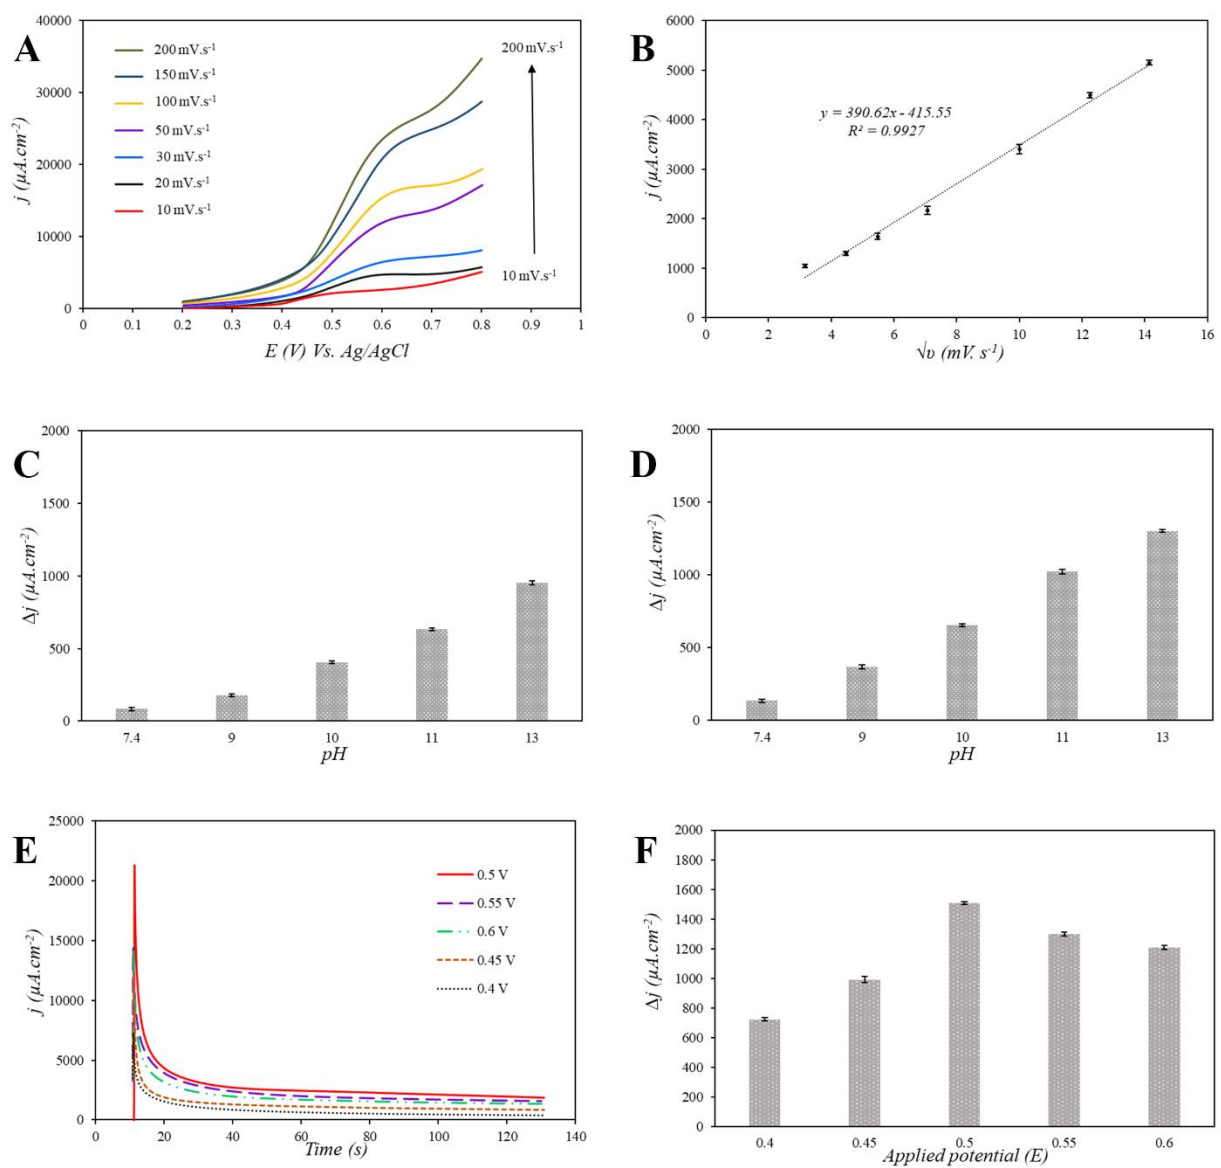 A
40000
30000
20000
10000
0
j (µA.cm-2)
200 mV.s-1
150 mV.s-1
100 mV.s-1
50 mV.s-1
30 mV.s-1
20 mV.s-1
10 mV.s-1
200 mV.s-1
10 mV.s-1
0 0.1 0.2 0.3 0.4 0.5 0.6 0.7 0.8 0.9 1
E (V) Vs. Ag/AgCl
B
6000
5000
4000
3000
2000
1000
0
j (µA.cm-2)
y = 390.62x - 415.55
R² = 0.9927
0 2 4 6 8 10 12 14 16
√υ (mV. s-1)
C
2000
1500
1000
500
0
Δj (µA.cm-2)
7.4 9 10 11 13
pH
D
2000
1500
1000
500
0
Δj (µA.cm-2)
7.4 9 10 11 13
pH
E
25000
20000
15000
10000
5000
0
j (µA.cm-2)
0.5 V
0.55 V
0.6 V
0.45 V
0.4 V
0 20 40 60 80 100 120 140
Time (s)
F
2000
1800
1600
1400
1200
1000
800
600
400
200
0
Δj (µA.cm-2)
0.4 0.45 0.5 0.55 0.6
Applied potential (E)